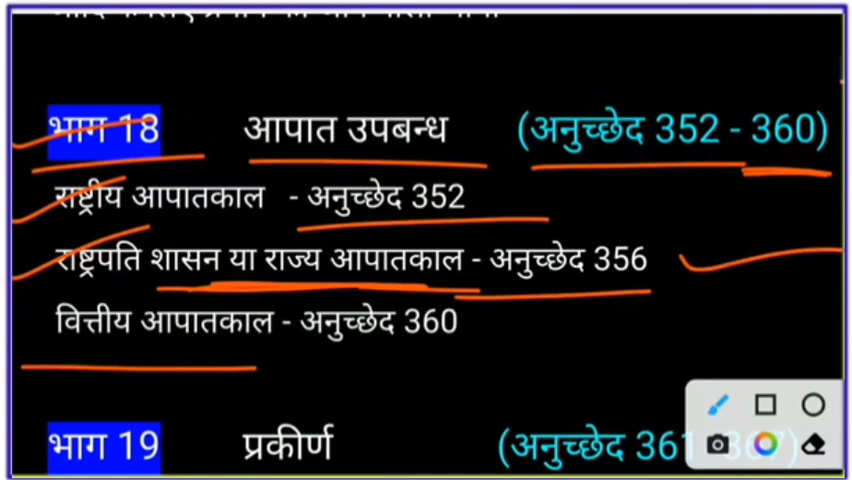 भाग 18 आपात उपबन्ध (अनुच्छेद 352 - 360)
राष्ट्रीय आपातकाल - अनुच्छेद 352
राष्ट्रपति शासन या राज्य आपातकाल - अनुच्छेद 356
वित्तीय आपातकाल - अनुच्छेद 360
भाग 19 प्रकीर्ण (अनुच्छेद 361